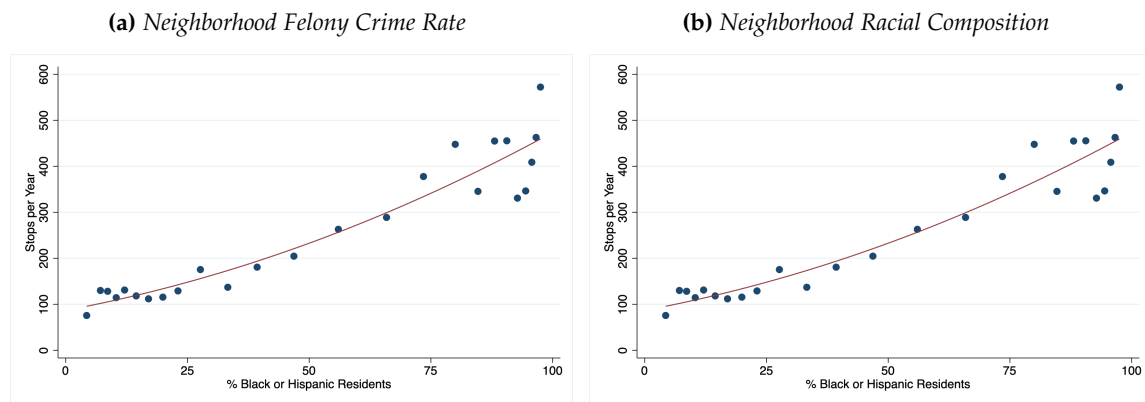 (a) Neighborhood Felony Crime Rate
600
500
400
300
200
100
0
Stops per Year
0 25 50 75 100
% Black or Hispanic Residents
(b) Neighborhood Racial Composition
600
500
400
300
200
100
0
Stops per Year
0 25 50 75 100
% Black or Hispanic Residents